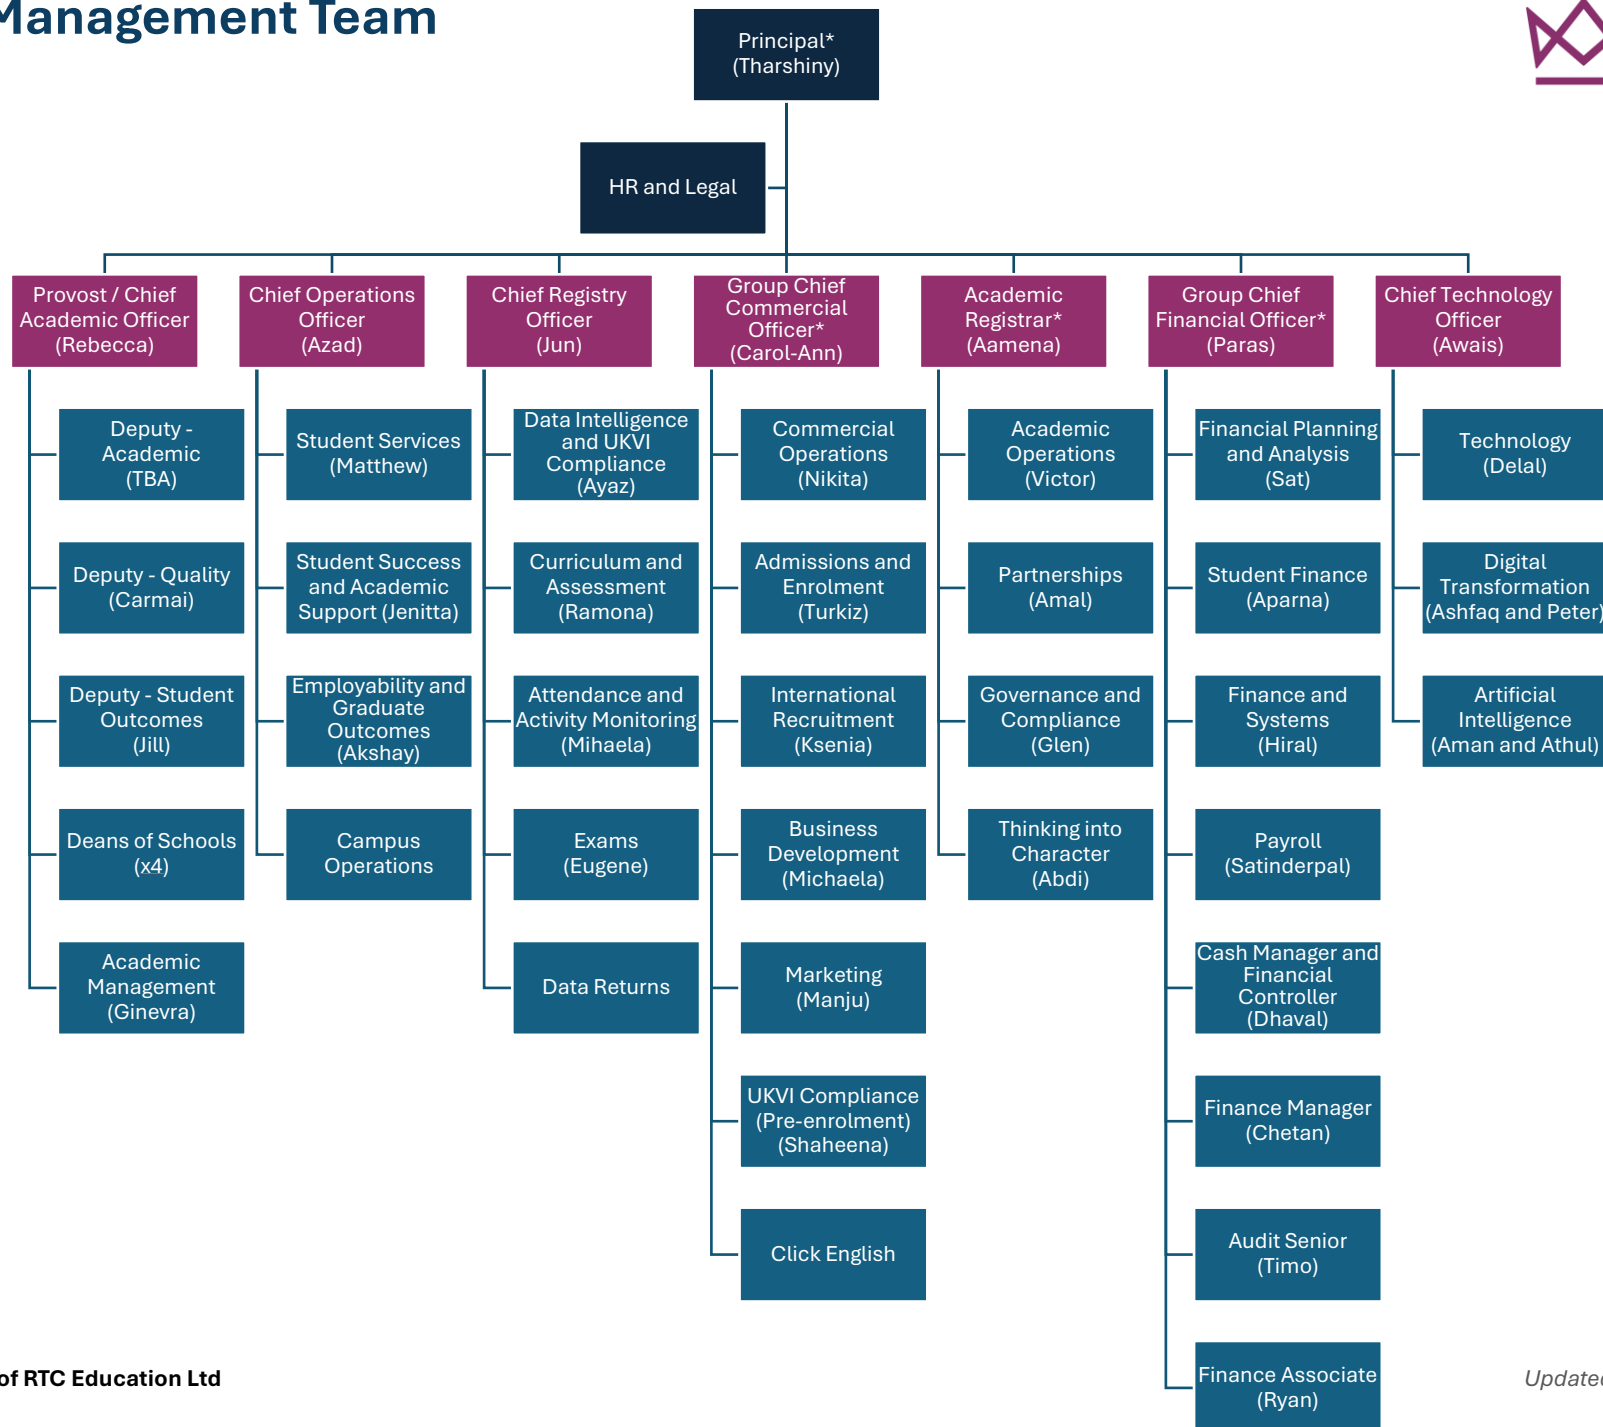 Management Team
Principal*
(Tharshiny)
HR and Legal
Provost / Chief
Academic Officer
(Rebecca)
Deputy -
Academic
(TBA)
Deputy - Quality
(Carmai)
Deputy - Student
Outcomes
(Jill)
Deans of Schools
(x4)
Academic
Management
(Ginevra)
Chief Operations
Officer
(Azad)
Student Services
(Matthew)
Student Success
and Academic
Support (Jenitta)
Employability and
Graduate
Outcomes
(Akshay)
Campus
Operations
Chief Registry
Officer
(Jun)
Data Intelligence
and UKVI
Compliance
(Ayaz)
Curriculum and
Assessment
(Ramona)
Attendance and
Activity Monitoring
(Mihaela)
Exams
(Eugene)
Data Returns
Group Chief
Commercial
Officer*
(Carol-Ann)
Commercial
Operations
(Nikita)
Admissions and
Enrolment
(Turkiz)
International
Recruitment
(Ksenia)
Business
Development
(Michaela)
Marketing
(Manju)
UKVI Compliance
(Pre-enrolment)
(Shaheena)
Click English
Academic
Registrar*
(Aamena)
Academic
Operations
(Victor)
Partnerships
(Amal)
Governance and
Compliance
(Glen)
Thinking into
Character
(Abdi)
Group Chief
Financial Officer*
(Paras)
Financial Planning
and Analysis
(Sat)
Student Finance
(Aparna)
Finance and
Systems
(Hiral)
Payroll
(Satinderpal)
Cash Manager and
Financial
Controller
(Dhaval)
Finance Manager
(Chetan)
Audit Senior
(Timo)
Finance Associate
(Ryan)
Chief Technology
Officer
(Awais)
Technology
(Delal)
Digital
Transformation
(Ashfaq and Peter)
Artificial
Intelligence
(Aman and Athul)
of RTC Education Ltd
Updated